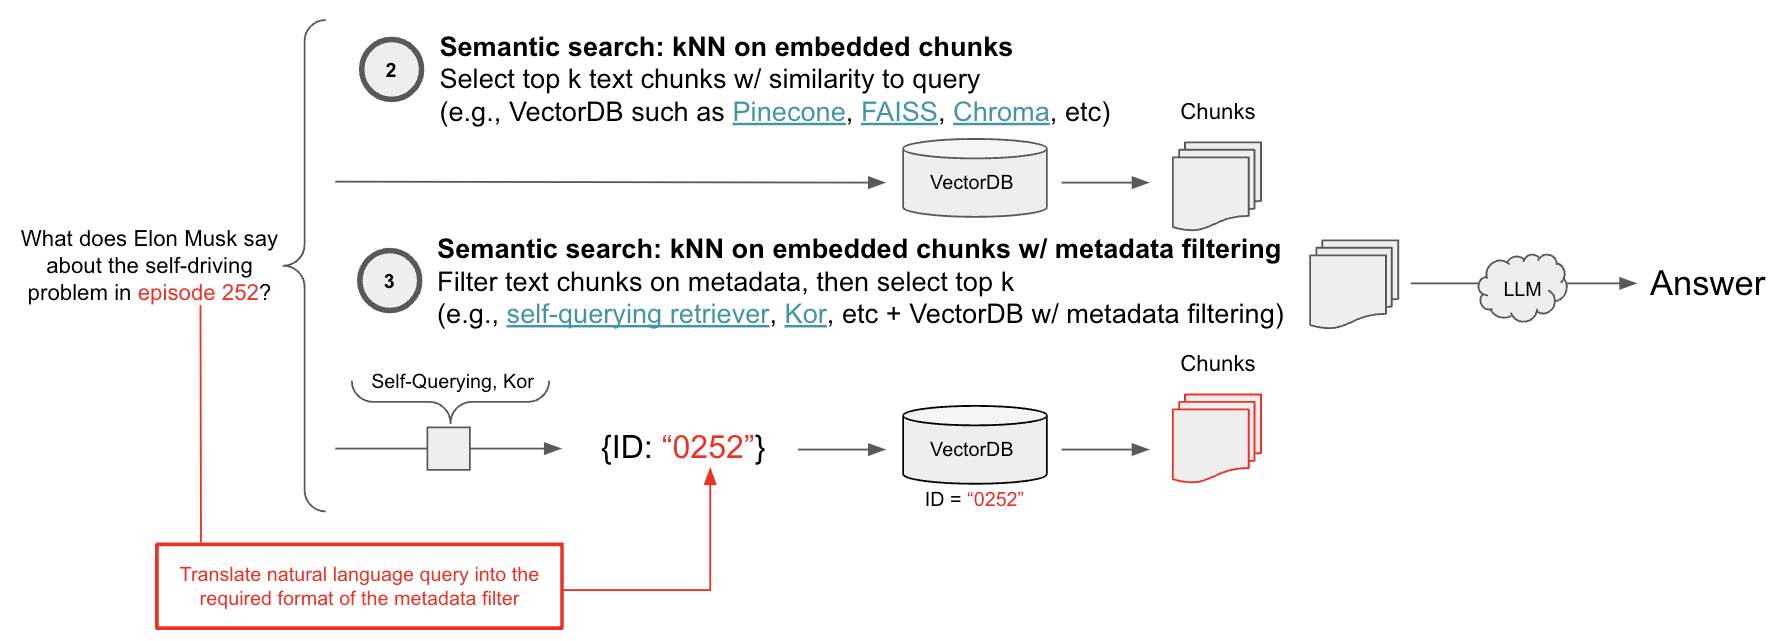 2
Semantic search: kNN on embedded chunks
Select top k text chunks w/ similarity to query
(e.g., VectorDB such as Pinecone, FAISS, Chroma, etc)
Chunks
VectorDB
What does Elon Musk say
about the self-driving
problem in episode 252?
3
Semantic search: kNN on embedded chunks w/ metadata filtering
Filter text chunks on metadata, then select top k
(e.g., self-querying retriever, Kor, etc + VectorDB w/ metadata filtering)
LLM
Answer
Chunks
Self-Querying, Kor
{ID: “0252”}
VectorDB
ID = “0252”
Translate natural language query into the
required format of the metadata filter